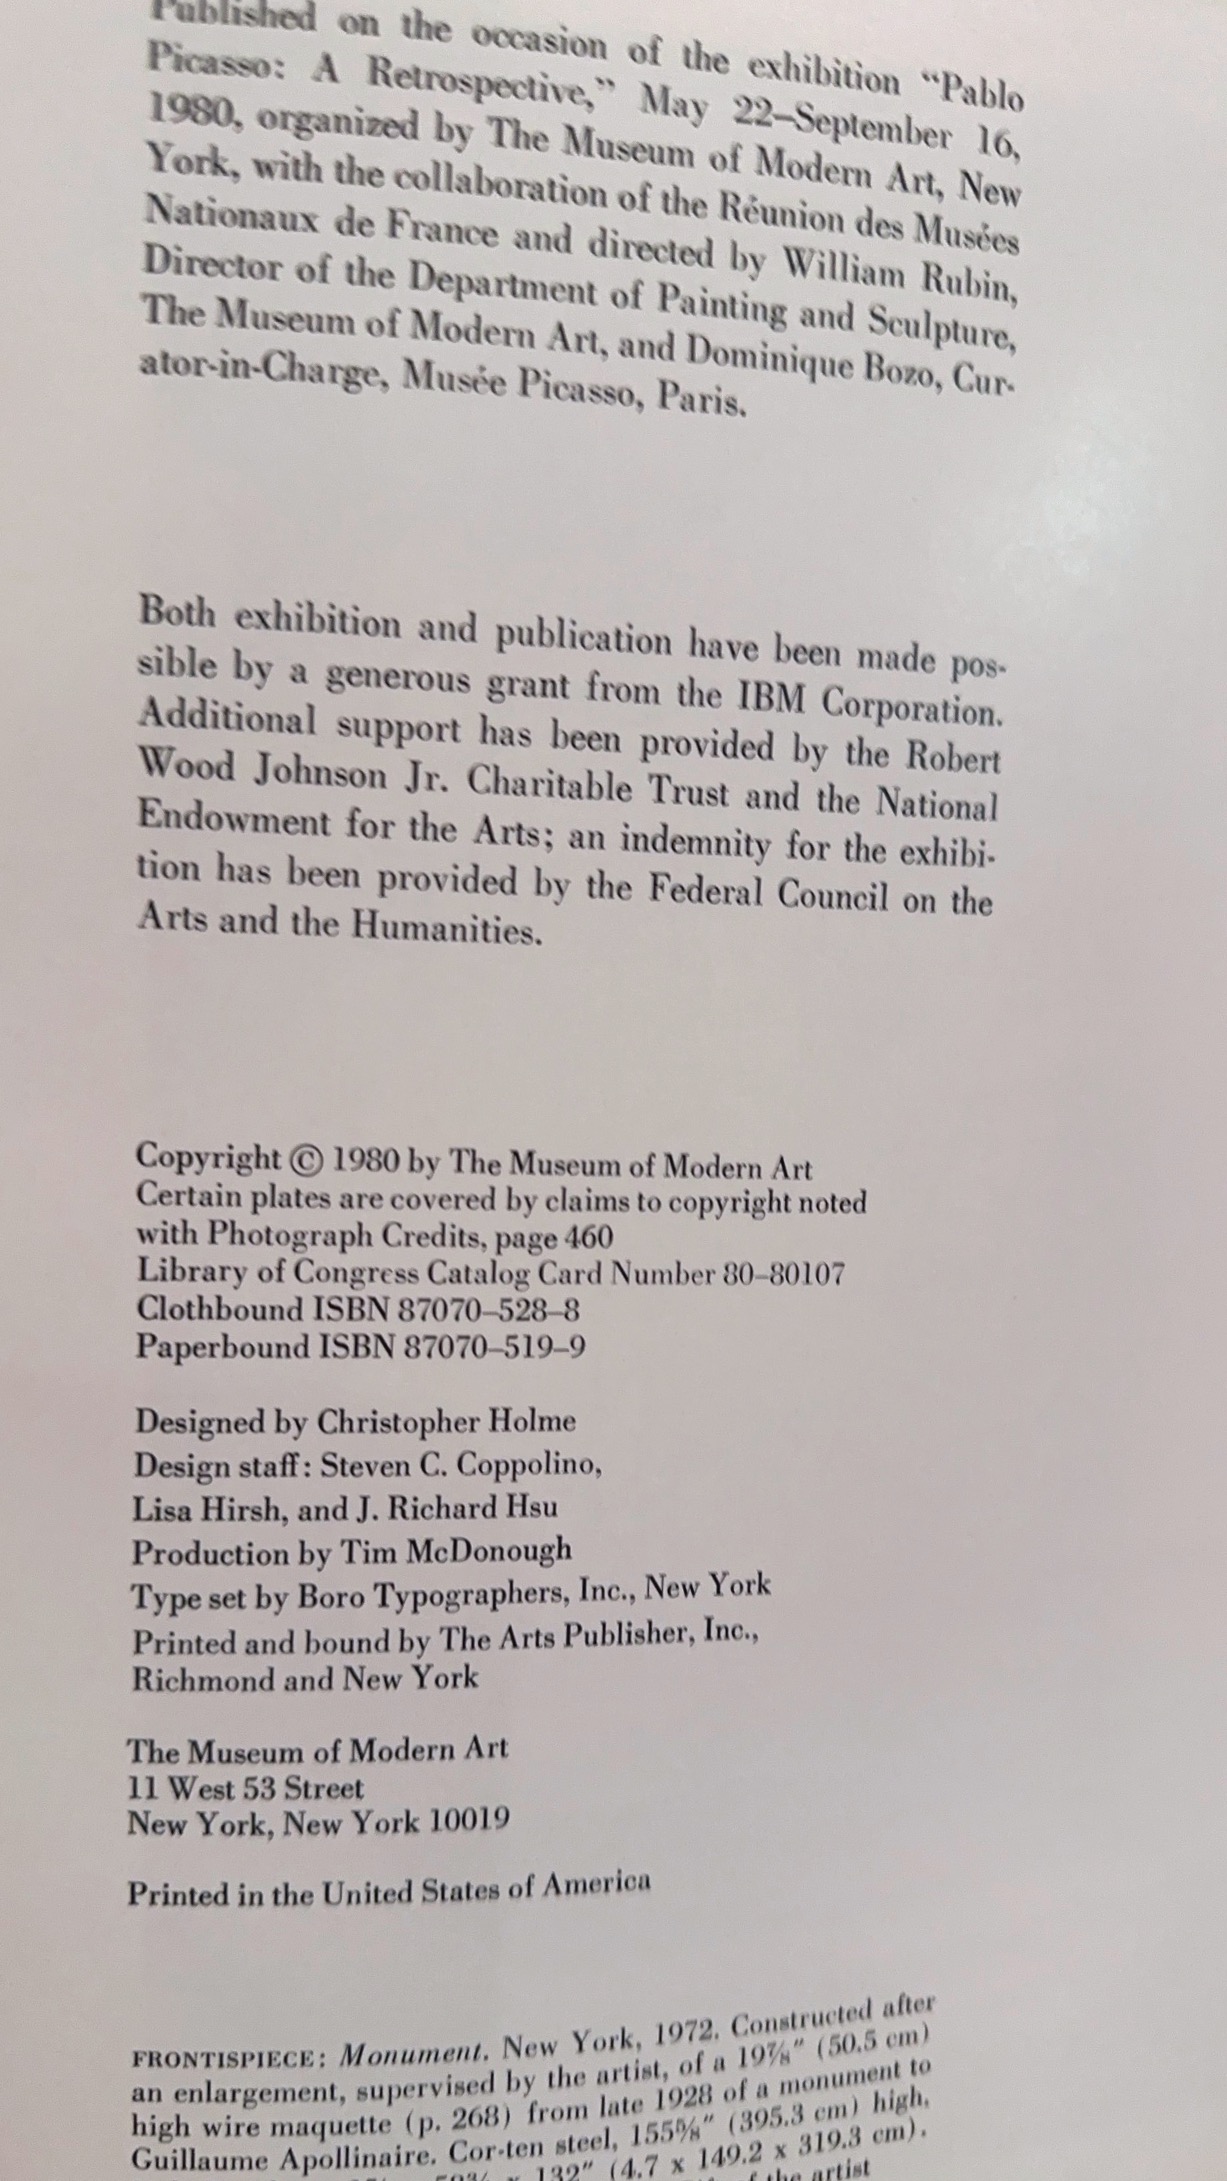 Published on the occasion of the exhibition “Pablo
Picasso: A Retrospective,” May 22–September 16,
1980, organized by The Museum of Modern Art, New
York, with the collaboration of the Réunion des Musées
Nationaux de France and directed by William Rubin,
Director of the Department of Painting and Sculpture,
The Museum of Modern Art, and Dominique Bozo, Cur-
ator-in-Charge, Musée Picasso, Paris.
Both exhibition and publication have been made pos-
sible by a generous grant from the IBM Corporation.
Additional support has been provided by the Robert
Wood Johnson Jr. Charitable Trust and the National
Endowment for the Arts; an indemnity for the exhibi-
tion has been provided by the Federal Council on the
Arts and the Humanities.
Copyright © 1980 by The Museum of Modern Art
Certain plates are covered by claims to copyright noted
with Photograph Credits, page 460
Library of Congress Catalog Card Number 80–80107
Clothbound ISBN 87070–528–8
Paperbound ISBN 87070–519–9
Designed by Christopher Holme
Design staff: Steven C. Coppolino,
Lisa Hirsh, and J. Richard Hsu
Production by Tim McDonough
Type set by Boro Typographers, Inc., New York
Printed and bound by The Arts Publisher, Inc.,
Richmond and New York
The Museum of Modern Art
11 West 53 Street
New York, New York 10019
Printed in the United States of America
FRONTISPIECE: Monument. New York, 1972. Constructed after
an enlargement, supervised by the artist, of a 19⅞″ (50.5 cm)
high wire maquette (p. 268) from late 1928 of a monument to
Guillaume Apollinaire. Cor-ten steel, 155⅝″ (395.3 cm) high,
x 132″ (4.7 x 149.2 x 319.3 cm).
the artist